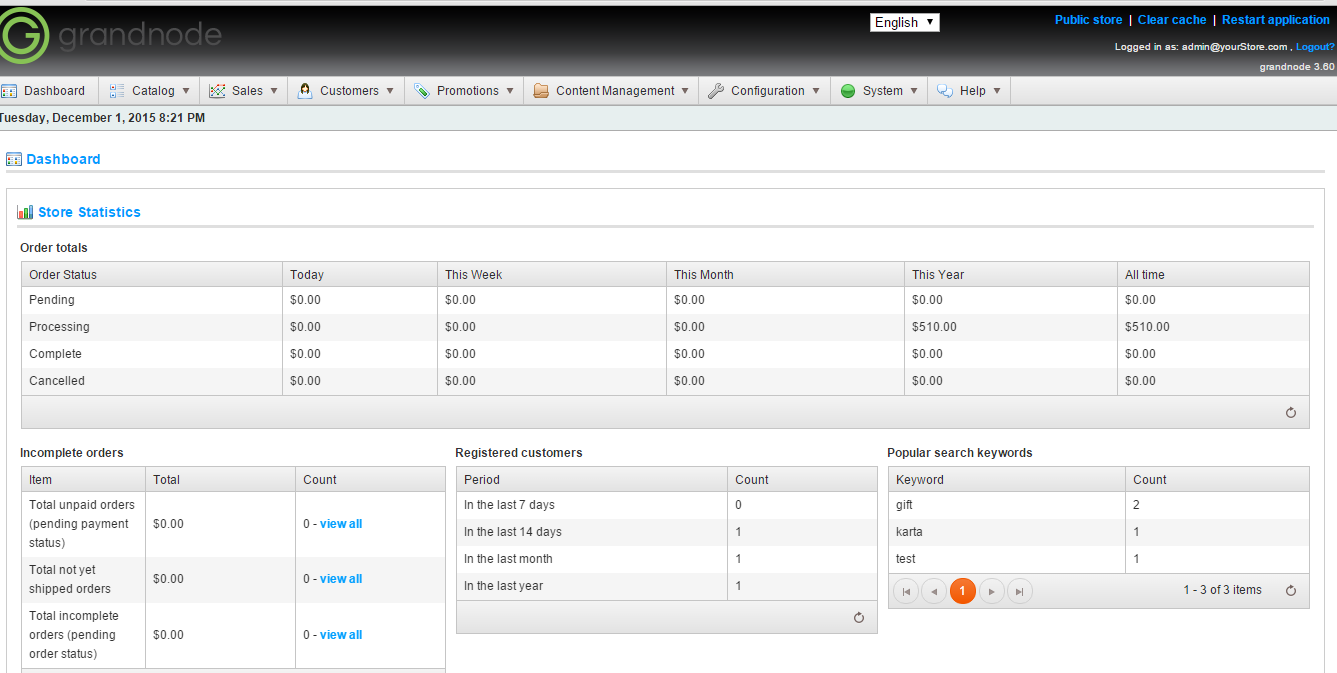 grandnode
English
Public store | Clear cache | Restart application
Logged in as: admin@yourStore.com , Logout?
grandnode 3.60
Dashboard Catalog Sales Customers Promotions Content Management Configuration System Help
Tuesday, December 1, 2015 8:21 PM
Dashboard
Store Statistics
Order totals
Order Status Today This Week This Month This Year All time
Pending $0.00 $0.00 $0.00 $0.00 $0.00
Processing $0.00 $0.00 $0.00 $510.00 $510.00
Complete $0.00 $0.00 $0.00 $0.00 $0.00
Cancelled $0.00 $0.00 $0.00 $0.00 $0.00
Incomplete orders
Item Total Count
Total unpaid orders
(pending payment
status)
$0.00 0 - view all
Total not yet
shipped orders
$0.00 0 - view all
Total incomplete
orders (pending
order status)
$0.00 0 - view all
Registered customers
Period Count
In the last 7 days 0
In the last 14 days 1
In the last month 1
In the last year 1
Popular search keywords
Keyword Count
gift 2
karta 1
test 1
1
1 - 3 of 3 items